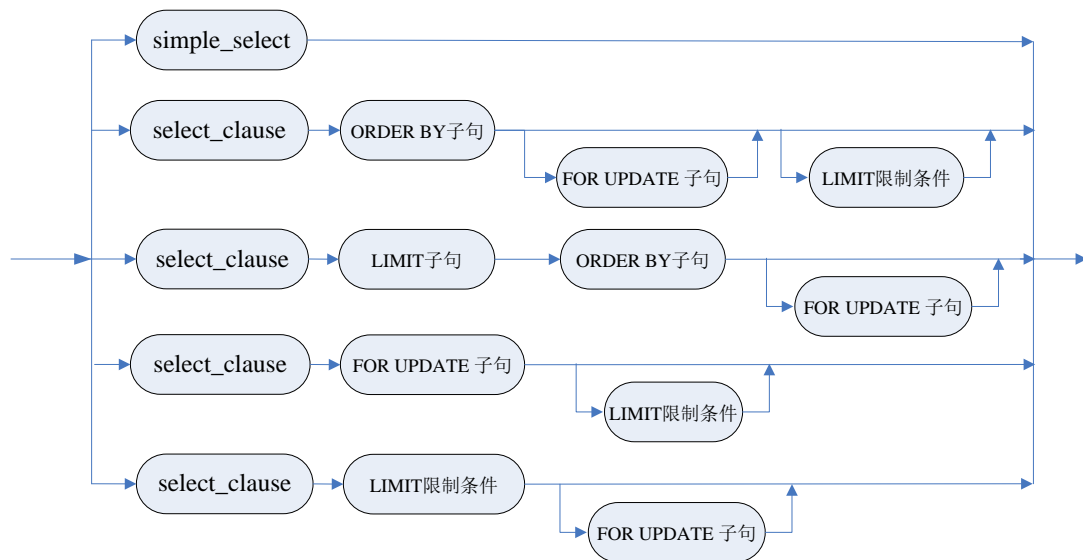 simple_select
select_clause
ORDER BY子句
FOR UPDATE 子句
LIMIT限制条件
select_clause
LIMIT子句
ORDER BY子句
FOR UPDATE 子句
select_clause
FOR UPDATE 子句
LIMIT限制条件
select_clause
LIMIT限制条件
FOR UPDATE 子句